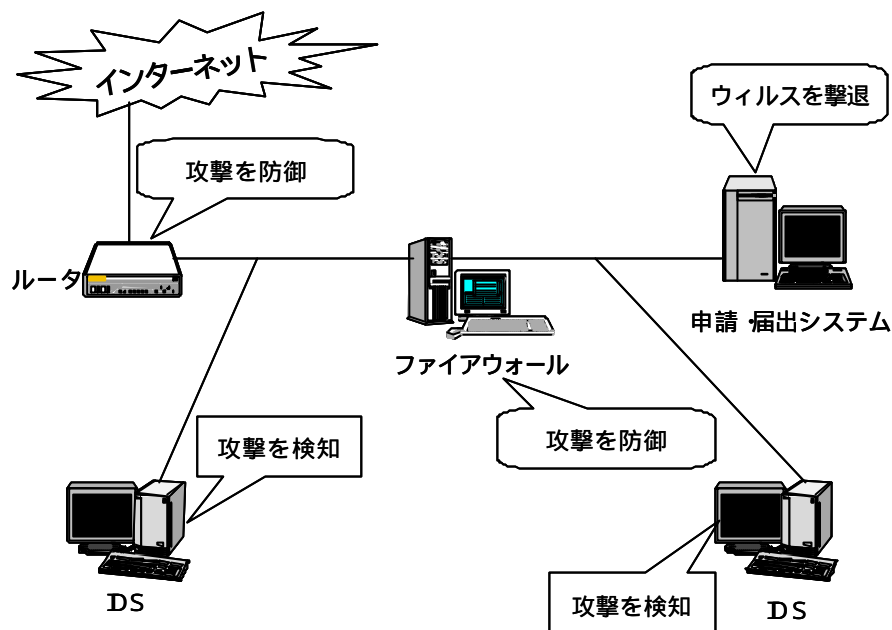 インターネット
ウィルスを撃退
攻撃を防御
ルータ
申請・届出システム
ファイアウォール
攻撃を検知
攻撃を防御
IDS
攻撃を検知
IDS